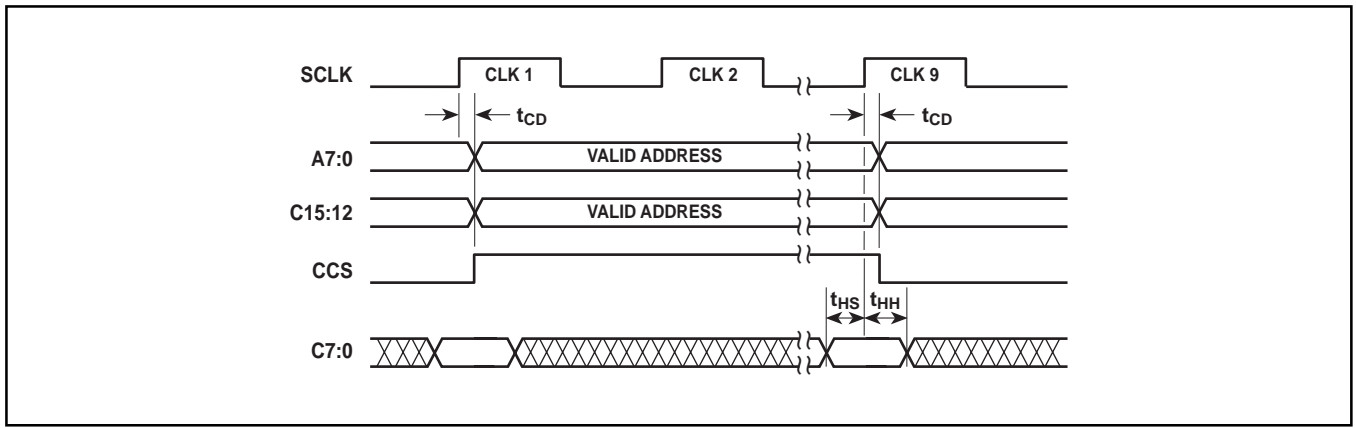 SCLK CLK 1 CLK 2 CLK 9
tCD tCD
A7:0 VALID ADDRESS
C15:12 VALID ADDRESS
CCS
tHS tHH
C7:0